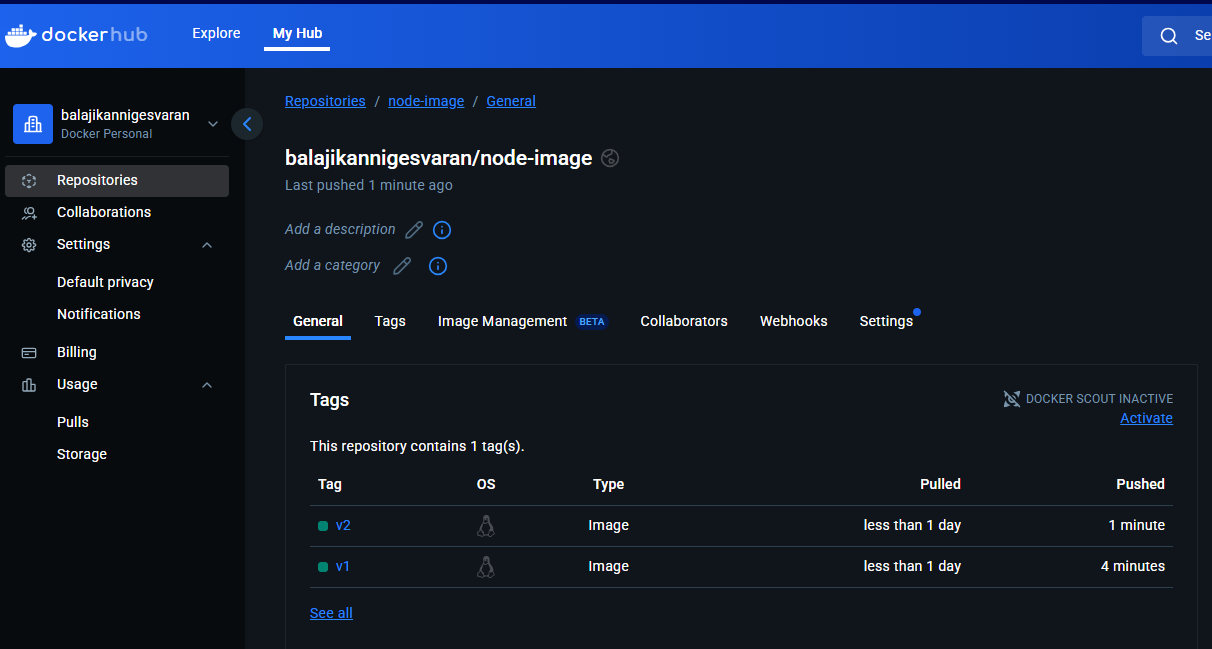 dockerhub
Explore
My Hub
Se
balajikannigesvaran
Docker Personal
Repositories
Collaborations
Settings
Default privacy
Notifications
Billing
Usage
Pulls
Storage
Repositories / node-image / General
balajikannigesvaran/node-image
Last pushed 1 minute ago
Add a description
Add a category
General Tags Image Management BETA Collaborators Webhooks Settings
Tags
DOCKER SCOUT INACTIVE
Activate
This repository contains 1 tag(s).
Tag OS Type Pulled Pushed
v2 Image less than 1 day 1 minute
v1 Image less than 1 day 4 minutes
See all